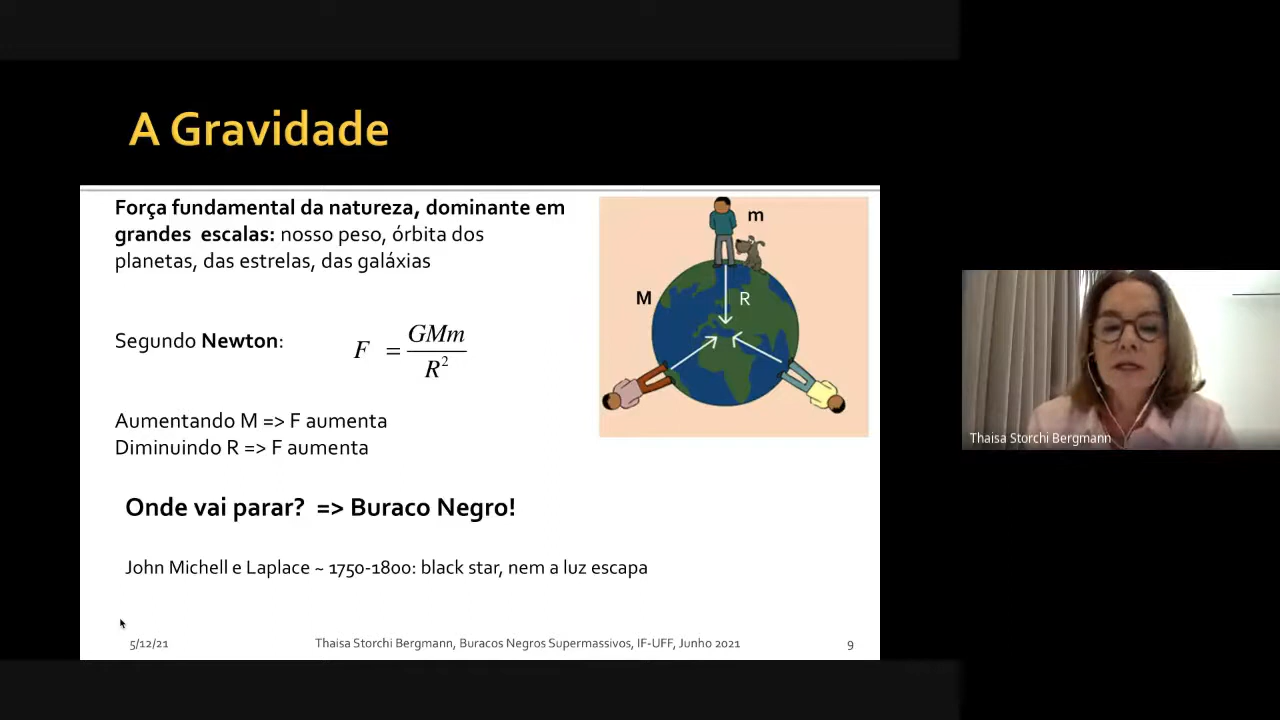 A Gravidade
Força fundamental da natureza, dominante em
grandes escalas: nosso peso, órbita dos
planetas, das estrelas, das galáxias
m
M
R
Segundo Newton:
F = GMm / R²
Aumentando M => F aumenta
Diminuindo R => F aumenta
Onde vai parar? => Buraco Negro!
John Michell e Laplace ~ 1750-1800: black star, nem a luz escapa
5/12/21
Thaisa Storchi Bergmann, Buracos Negros Supermassivos, IF-UFF, Junho 2021
9
Thaisa Storchi Bergmann